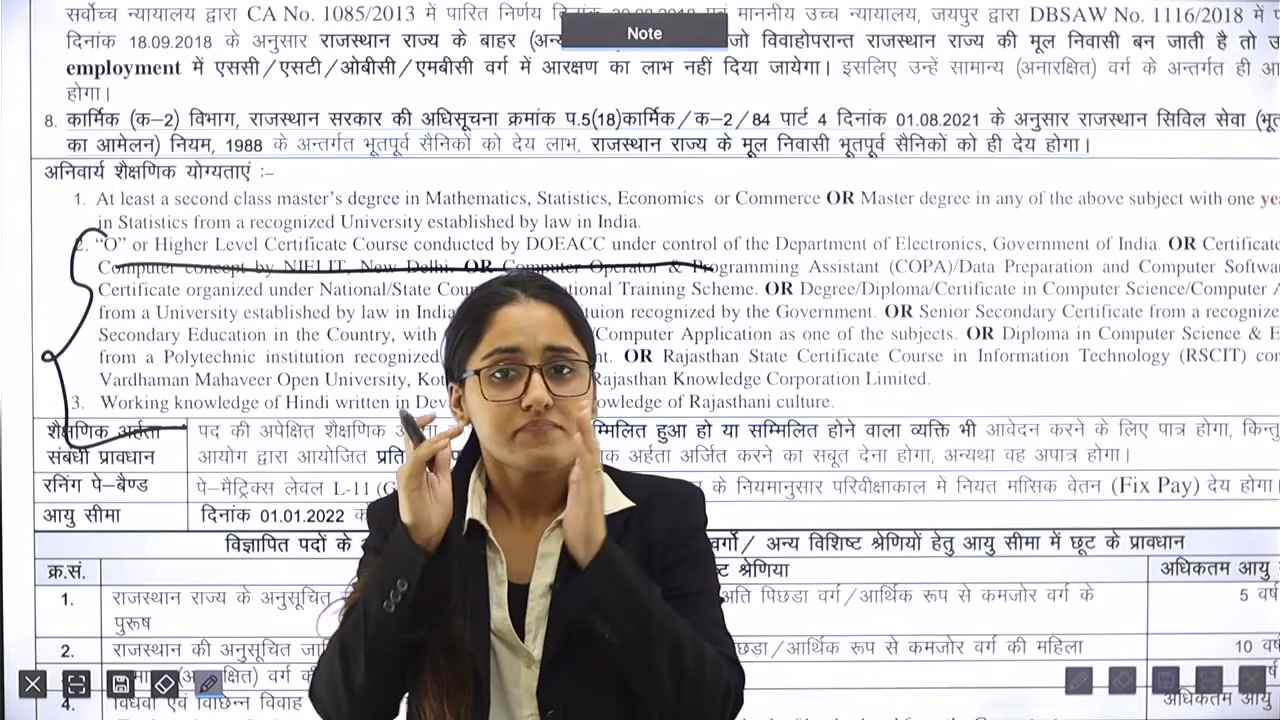 सर्वोच्च न्यायालय द्वारा CA No. 1085/2013 में पारित निर्णय माननीय उच्च न्यायालय, जयपुर द्वारा DBSAW No. 1116/2018 में
Note
दिनांक 18.09.2018 के अनुसार राजस्थान राज्य के बाहर जो विवाहोपरान्त राजस्थान राज्य की मूल निवासी बन जाती है तो
employment में एससी/एसटी/ओबीसी/एमबीसी वर्ग में आरक्षण का लाभ नहीं दिया जायेगा। इसलिए उन्हें सामान्य (अनारक्षित) वर्ग के अन्तर्गत ही
होगा।
8. कार्मिक (क-2) विभाग, राजस्थान सरकार की अधिसूचना क्रमांक प.5(18)कार्मिक/क-2/84 पार्ट 4 दिनांक 01.08.2021 के अनुसार राजस्थान सिविल सेवा
का आमेलन) नियम, 1988 के अन्तर्गत भूतपूर्व सैनिकों को देय लाभ, राजस्थान राज्य के मूल निवासी भूतपूर्व सैनिकों को ही देय होगा।
अनिवार्य शैक्षणिक योग्यताएं :-
1. At least a second class master's degree in Mathematics, Statistics, Economics or Commerce OR Master degree in any of the above subject with one
in Statistics from a recognized University established by law in India.
2. "O" or Higher Level Certificate Course conducted by DOEACC under control of the Department of Electronics, Government of India. OR Certificate
Computer concept by NIELIT, New Delhi. OR Computer Operator & Programming Assistant (COPA)/Data Preparation and Computer
Certificate organized under National/State Training Scheme. OR Degree/Diploma/Certificate in Computer Science/Computer
from a University established by law in India recognized by the Government. OR Senior Secondary Certificate from a
Secondary Education in the Country, with /Computer Application as one of the subjects. OR Diploma in Computer Science &
from a Polytechnic institution recognized OR Rajasthan State Certificate Course in Information Technology (RSCIT)
Vardhaman Mahaveer Open University, Rajasthan Knowledge Corporation Limited.
3. Working knowledge of Hindi written in of Rajasthani culture.
शैक्षणिक अर्हता पद की अपेक्षित शैक्षणिक हुआ हो या सम्मिलित होने वाला व्यक्ति भी आवेदन करने के लिए पात्र होगा, किन्तु
संबंधी प्रावधान आयोग द्वारा आयोजित अर्हता अर्जित करने का सबूत देना होगा, अन्यथा वह अपात्र होगा।
रनिंग पे-बैण्ड पे-मैट्रिक्स लेवल L-11 के नियमानुसार परिवीक्षाकाल में नियत मासिक वेतन (Fix Pay) देय होगा।
आयु सीमा दिनांक 01.01.2022
विज्ञापित पदों के वर्गो/ अन्य विशिष्ट श्रेणियों हेतु आयु सीमा में छूट के प्रावधान
क्र.सं. श्रेणिया अधिकतम आयु
1. राजस्थान राज्य के अनुसूचित अति पिछड़ा वर्ग/आर्थिक रूप से कमजोर वर्ग के 5 वर्ष
पुरूष
2. राजस्थान की अनुसूचित /आर्थिक रूप से कमजोर वर्ग की महिला 10
वर्ग
4. विधवा एवं विछिन्न विवाह अधिकतम आयु